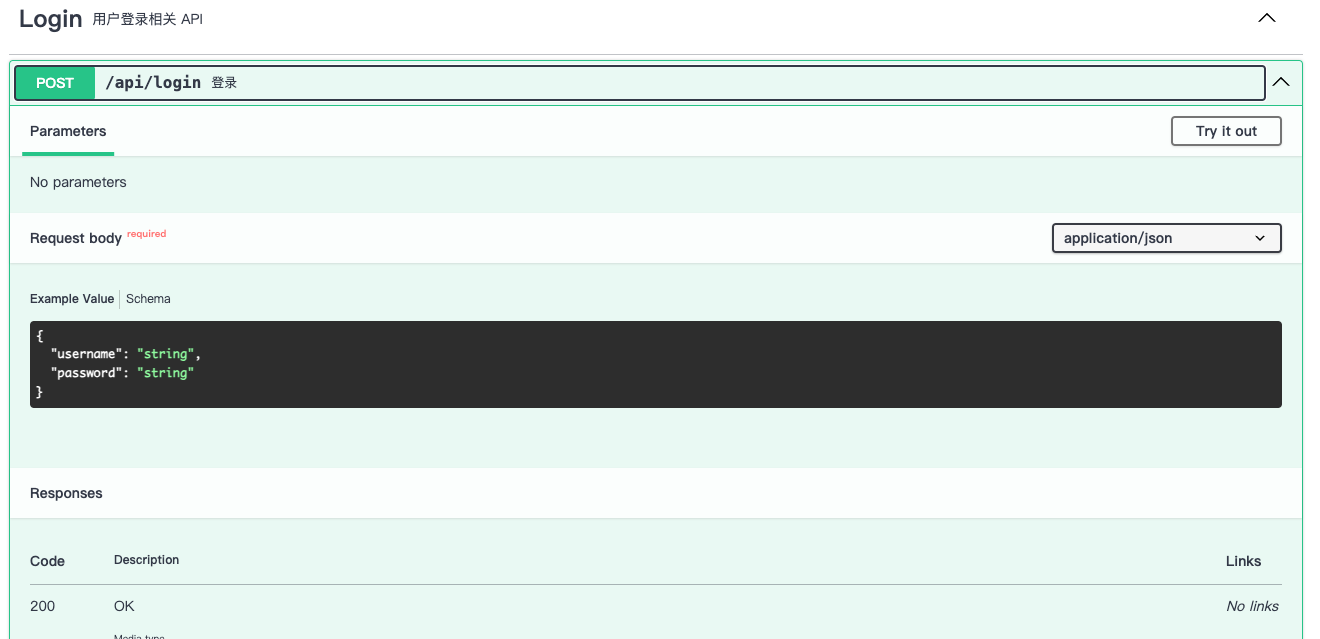 Login 用户登录相关 API
POST /api/login 登录
Parameters Try it out
No parameters
Request body required application/json
Example Value Schema
{
"username": "string",
"password": "string"
}
Responses
Code Description Links
200 OK No links
Media type